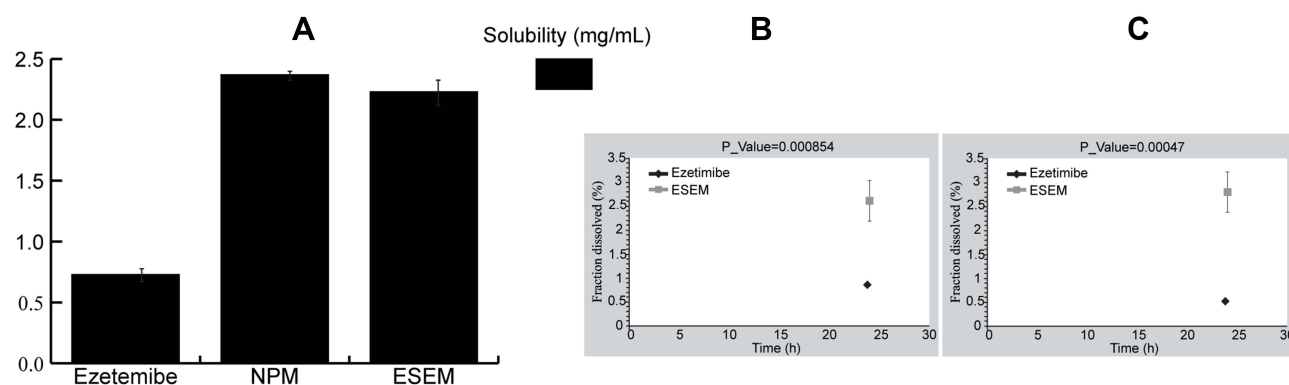 A
Solubility (mg/mL)
2.5
2.0
1.5
1.0
0.5
0.0
Ezetemibe
NPM
ESEM
B
P_Value=0.000854
Fraction dissolved (%)
3.5
3
2.5
2
1.5
1
0.5
0
Ezetimibe
ESEM
0 5 10 15 20 25 30
Time (h)
C
P_Value=0.00047
Fraction dissolved (%)
3.5
3
2.5
2
1.5
1
0.5
0
Ezetimibe
ESEM
0 5 10 15 20 25 30
Time (h)